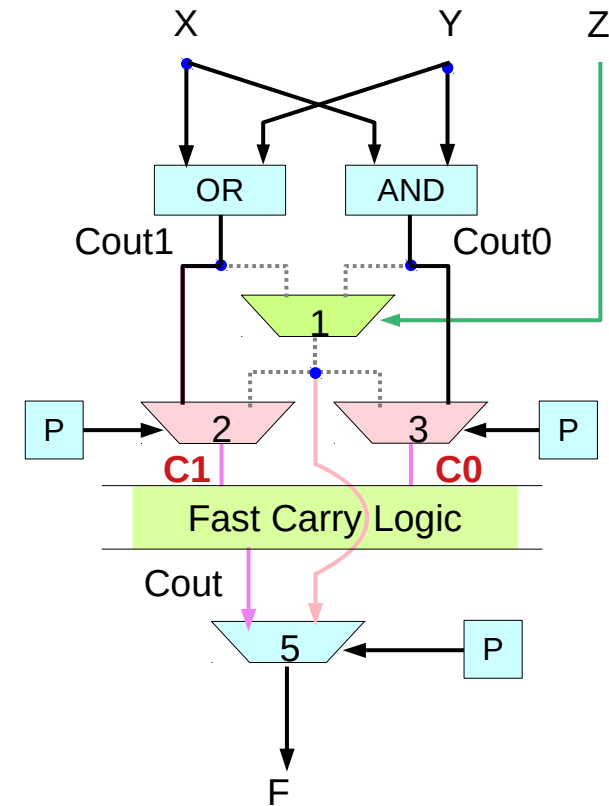 X Y Z
OR AND
Cout1 Cout0
1
P 2 3 P
C1 C0
Fast Carry Logic
Cout
5 P
F